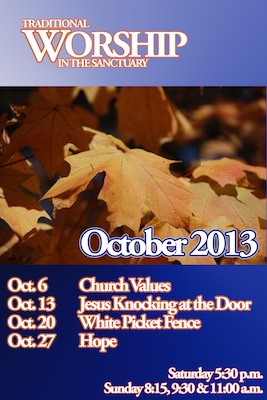 TRADITIONAL
WORSHIP
IN THE SANCTUARY
October 2013
Oct. 6 Church Values
Oct. 13 Jesus Knocking at the Door
Oct. 20 White Picket Fence
Oct. 27 Hope
Saturday 5:30 p.m.
Sunday 8:15, 9:30 & 11:00 a.m.